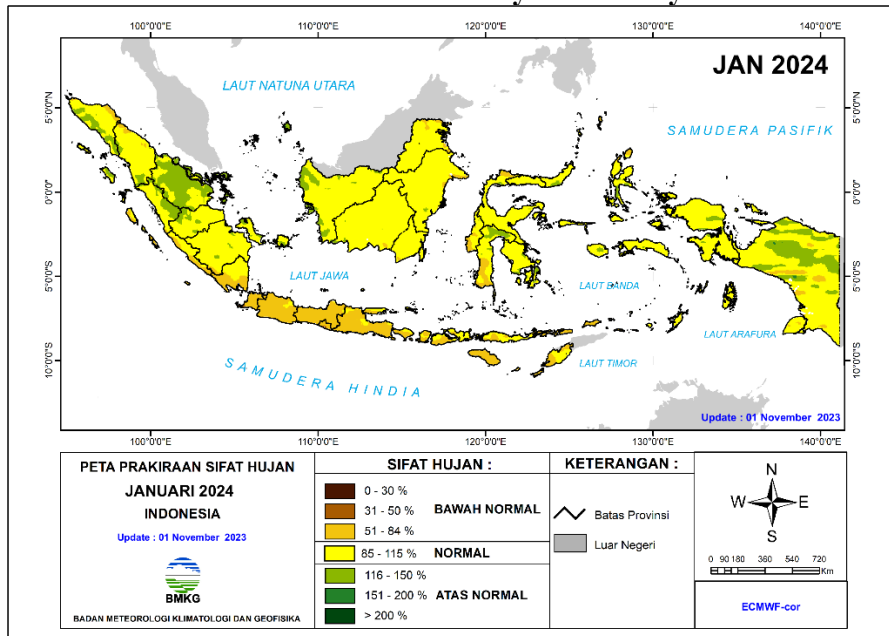 100°0'0"E 110°0'0"E 120°0'0"E 130°0'0"E 140°0'0"E
JAN 2024
LAUT NATUNA UTARA
SAMUDERA PASIFIK
5°0'0"N 5°0'0"N
0°0'0" 0°0'0"
LAUT JAWA
LAUT BANDA
5°0'0"S 5°0'0"S
LAUT ARAFURA
LAUT TIMOR
10°0'0"S 10°0'0"S
SAMUDERA HINDIA
Update : 01 November 2023
100°0'0"E 110°0'0"E 120°0'0"E 130°0'0"E 140°0'0"E
PETA PRAKIRAAN SIFAT HUJAN
JANUARI 2024
INDONESIA
Update : 01 November 2023
BMKG
BADAN METEOROLOGI KLIMATOLOGI DAN GEOFISIKA
SIFAT HUJAN :
0 - 30 %
31 - 50 % BAWAH NORMAL
51 - 84 %
85 - 115 % NORMAL
116 - 150 %
151 - 200 % ATAS NORMAL
> 200 %
KETERANGAN :
Batas Provinsi
Luar Negeri
N
W E
S
0 90 180 360 540 720
Km
ECMWF-cor